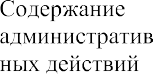 Содержание
административ
ных действий